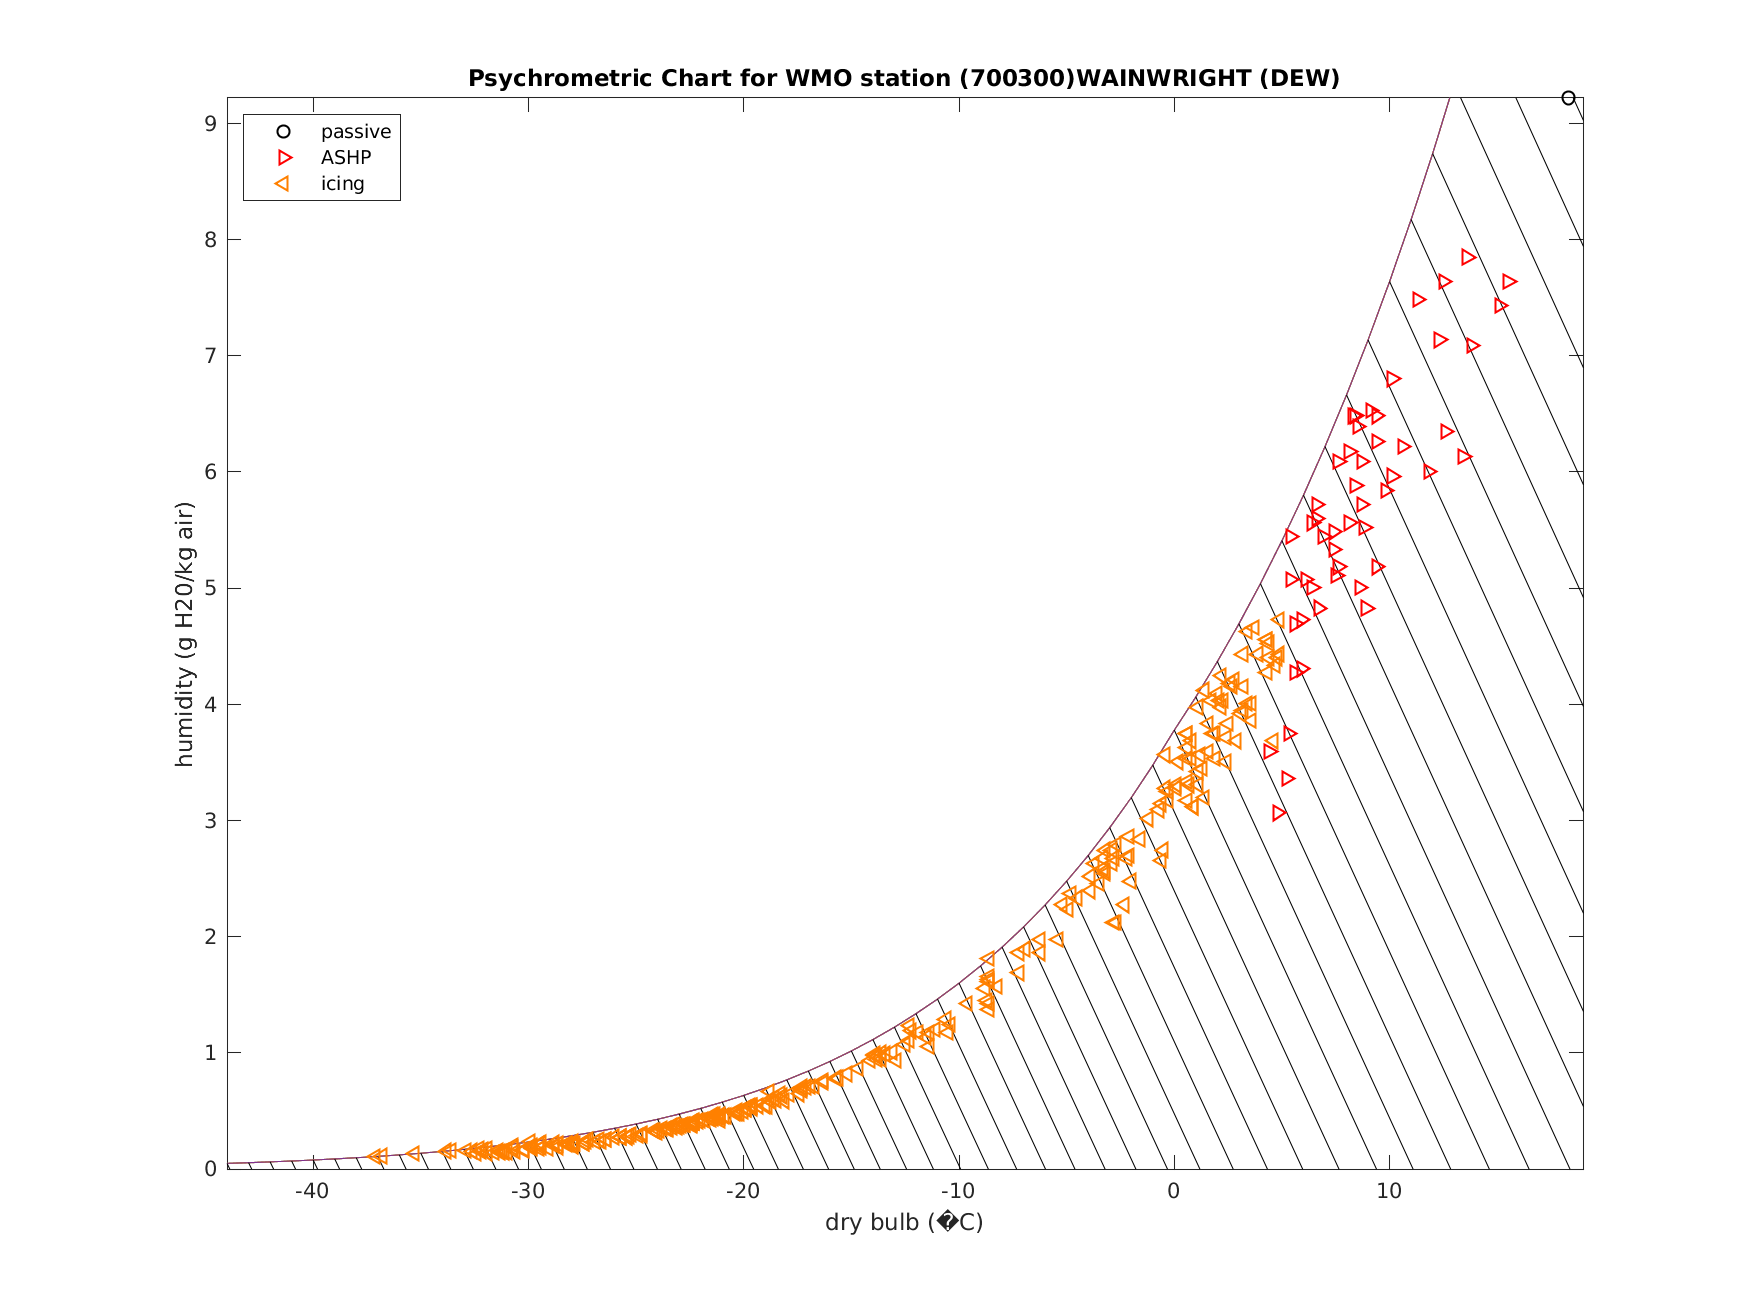 Psychrometric Chart for WMO station (700300)WAINWRIGHT (DEW)
passive
ASHP
icing
9
8
7
6
5
4
3
2
1
0
humidity (g H20/kg air)
-40
-30
-20
-10
0
10
dry bulb (�C)